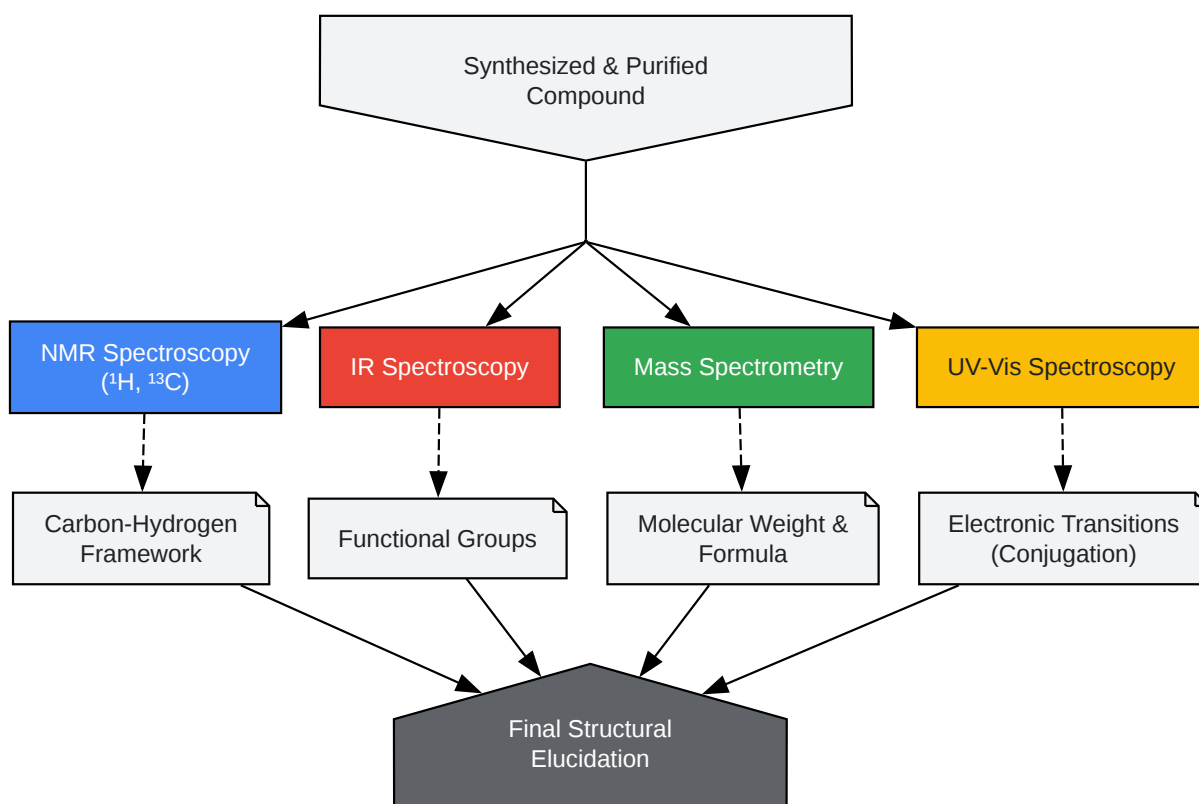 Synthesized & Purified
Compound
NMR Spectroscopy
(¹H, ¹³C)
IR Spectroscopy
Mass Spectrometry
UV-Vis Spectroscopy
Carbon-Hydrogen
Framework
Functional Groups
Molecular Weight &
Formula
Electronic Transitions
(Conjugation)
Final Structural
Elucidation